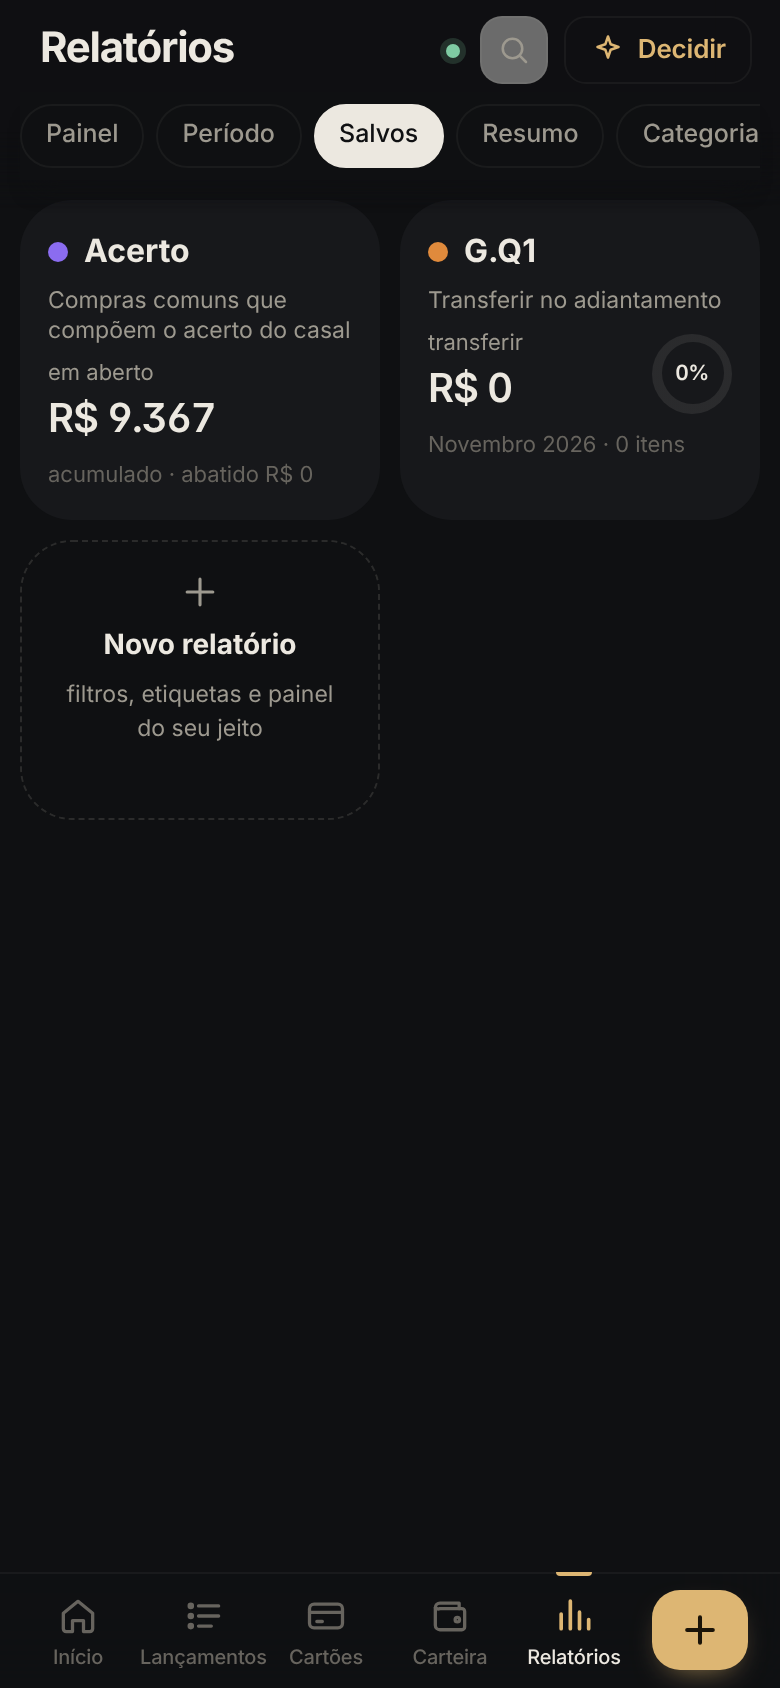 Relatórios
Decidir
Painel
Período
Salvos
Resumo
Categoria
Acerto
Compras comuns que
compõem o acerto do casal
em aberto
R$ 9.367
acumulado · abatido R$ 0
G.Q1
Transferir no adiantamento
transferir
R$ 0
0%
Novembro 2026 · 0 itens
Novo relatório
filtros, etiquetas e painel
do seu jeito
Início
Lançamentos
Cartões
Carteira
Relatórios